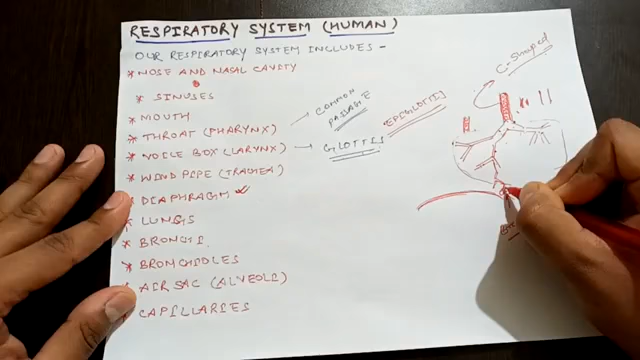 RESPIRATORY SYSTEM (HUMAN)
OUR RESPIRATORY SYSTEM INCLUDES -
* NOSE AND NASAL CAVITY
* SINUSES
* MOUTH
* THROAT (PHARYNX)
COMMON PASSAGE
EPIGLOTTIS
* VOICE BOX (LARYNX)
GLOTTIS
* WIND PIPE (TRACHEA)
* DIAPHRAGM
* LUNGS
* BRONCHI
* BRONCHIOLES
* AIR SAC (ALVEOLI)
* CAPILLARIES
C-Shaped